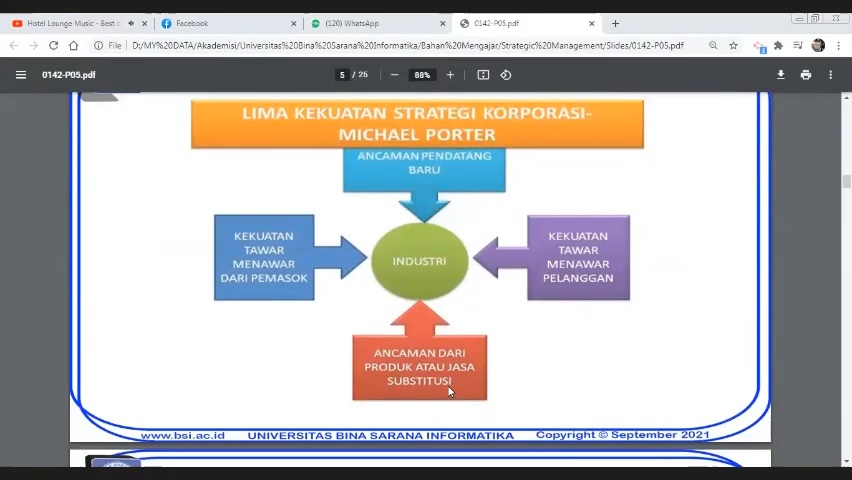 Hotel Lounge Music - Best o
Facebook
(120) WhatsApp
0142-P05.pdf
File
D:/MY%20DATA/Akademisi/Universitas%20Bina%20Sarana%20Informatika/Bahan%20Mengajar/Strategic%20Management/Slides/0142-P05.pdf
0142-P05.pdf
5 / 25
88%
LIMA KEKUATAN STRATEGI KORPORASI-
MICHAEL PORTER
ANCAMAN PENDATANG
BARU
KEKUATAN
TAWAR
MENAWAR
DARI PEMASOK
INDUSTRI
KEKUATAN
TAWAR
MENAWAR
PELANGGAN
ANCAMAN DARI
PRODUK ATAU JASA
SUBSTITUSI
www.bsi.ac.id
UNIVERSITAS BINA SARANA INFORMATIKA
Copyright © September 2021